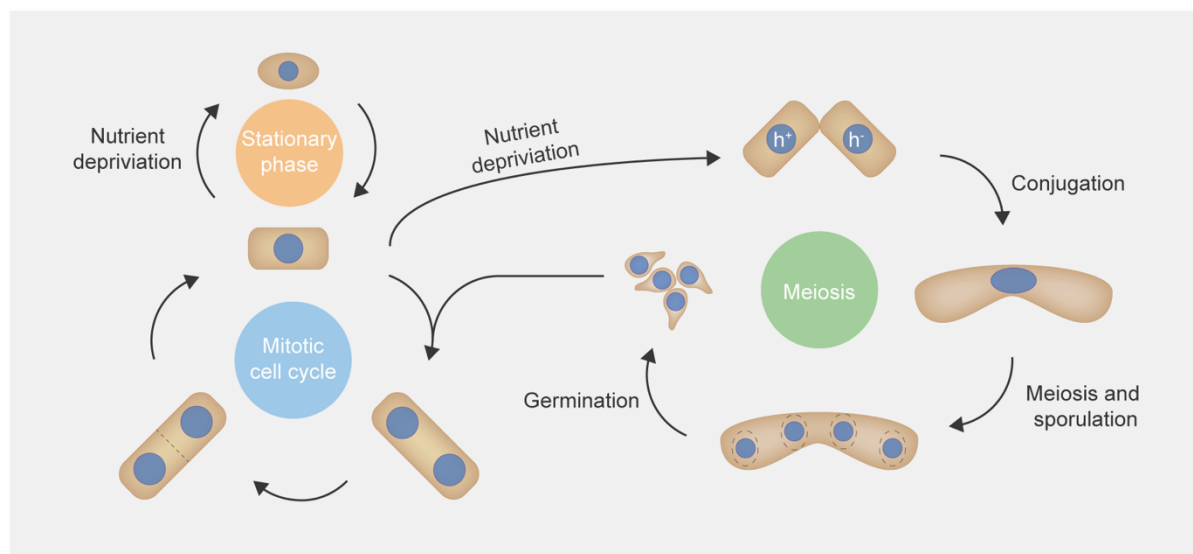 Nutrient
depriviation
Stationary
phase
Nutrient
depriviation
h+
h-
Conjugation
Meiosis
Mitotic
cell cycle
Germination
Meiosis and
sporulation